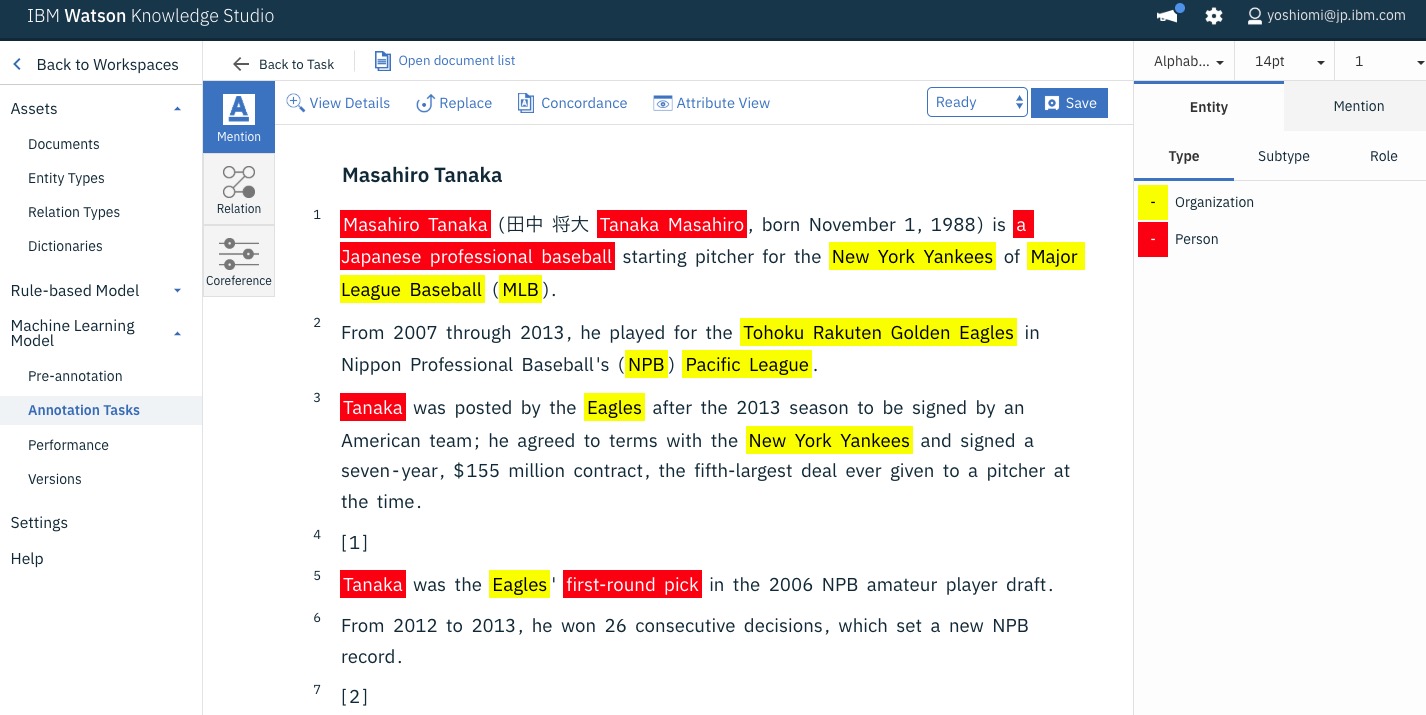 IBM Watson Knowledge Studio
yoshiomi@jp.ibm.com
Back to Workspaces
Back to Task
Open document list
Alphab...
14pt
1
Assets
Documents
Entity Types
Relation Types
Dictionaries
Rule-based Model
Machine Learning
Model
Pre-annotation
Annotation Tasks
Performance
Versions
Settings
Help
A
Mention
Relation
Coreference
View Details
Replace
Concordance
Attribute View
Ready
Save
Masahiro Tanaka
1
Masahiro Tanaka (田中 将大 Tanaka Masahiro, born November 1, 1988) is a
Japanese professional baseball starting pitcher for the New York Yankees of Major
League Baseball (MLB).
2
From 2007 through 2013, he played for the Tohoku Rakuten Golden Eagles in
Nippon Professional Baseball's (NPB) Pacific League.
3
Tanaka was posted by the Eagles after the 2013 season to be signed by an
American team; he agreed to terms with the New York Yankees and signed a
seven-year, $155 million contract, the fifth-largest deal ever given to a pitcher at
the time.
4
[1]
5
Tanaka was the Eagles' first-round pick in the 2006 NPB amateur player draft.
6
From 2012 to 2013, he won 26 consecutive decisions, which set a new NPB
record.
7
[2]
Entity
Mention
Type
Subtype
Role
- Organization
- Person